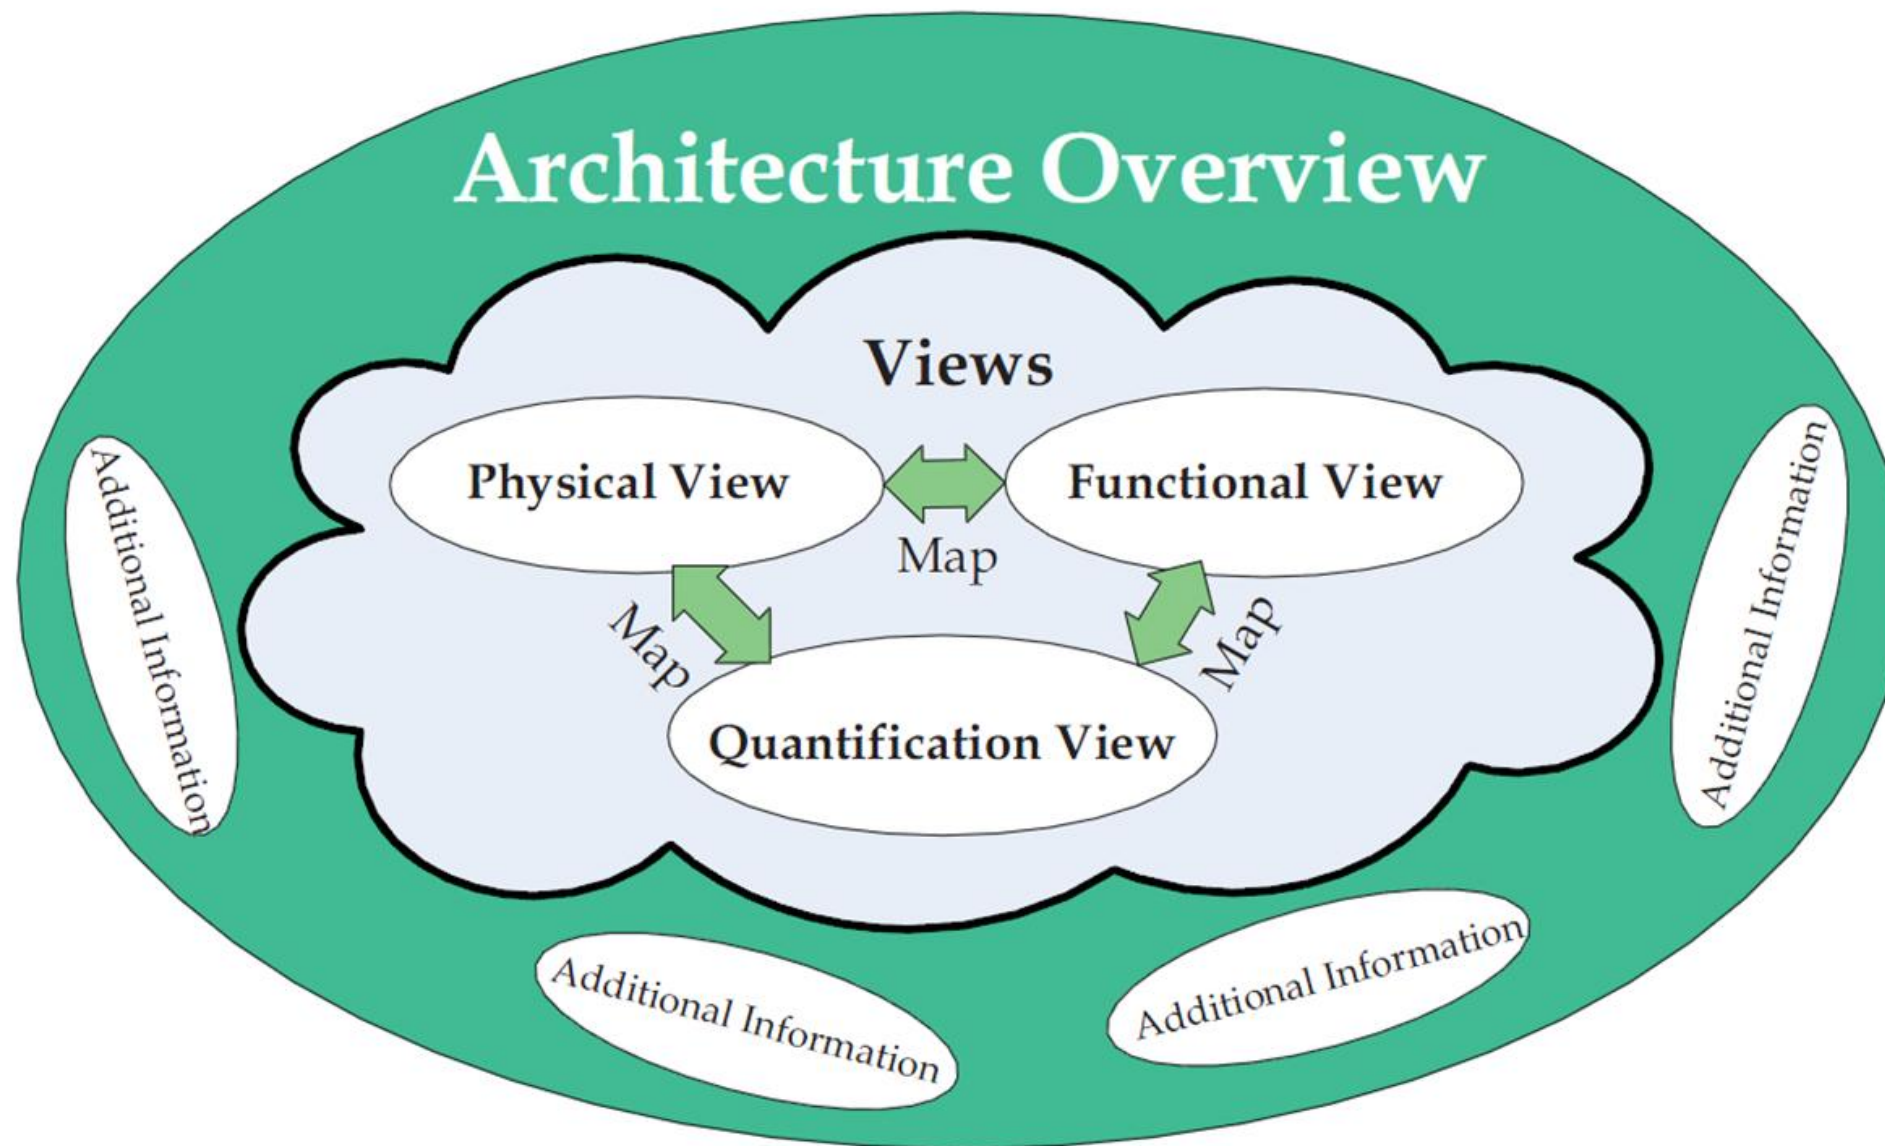 Architecture Overview
Views
Physical View
Functional View
Map
Map
Map
Quantification View
Additional Information
Additional Information
Additional Information
Additional Information